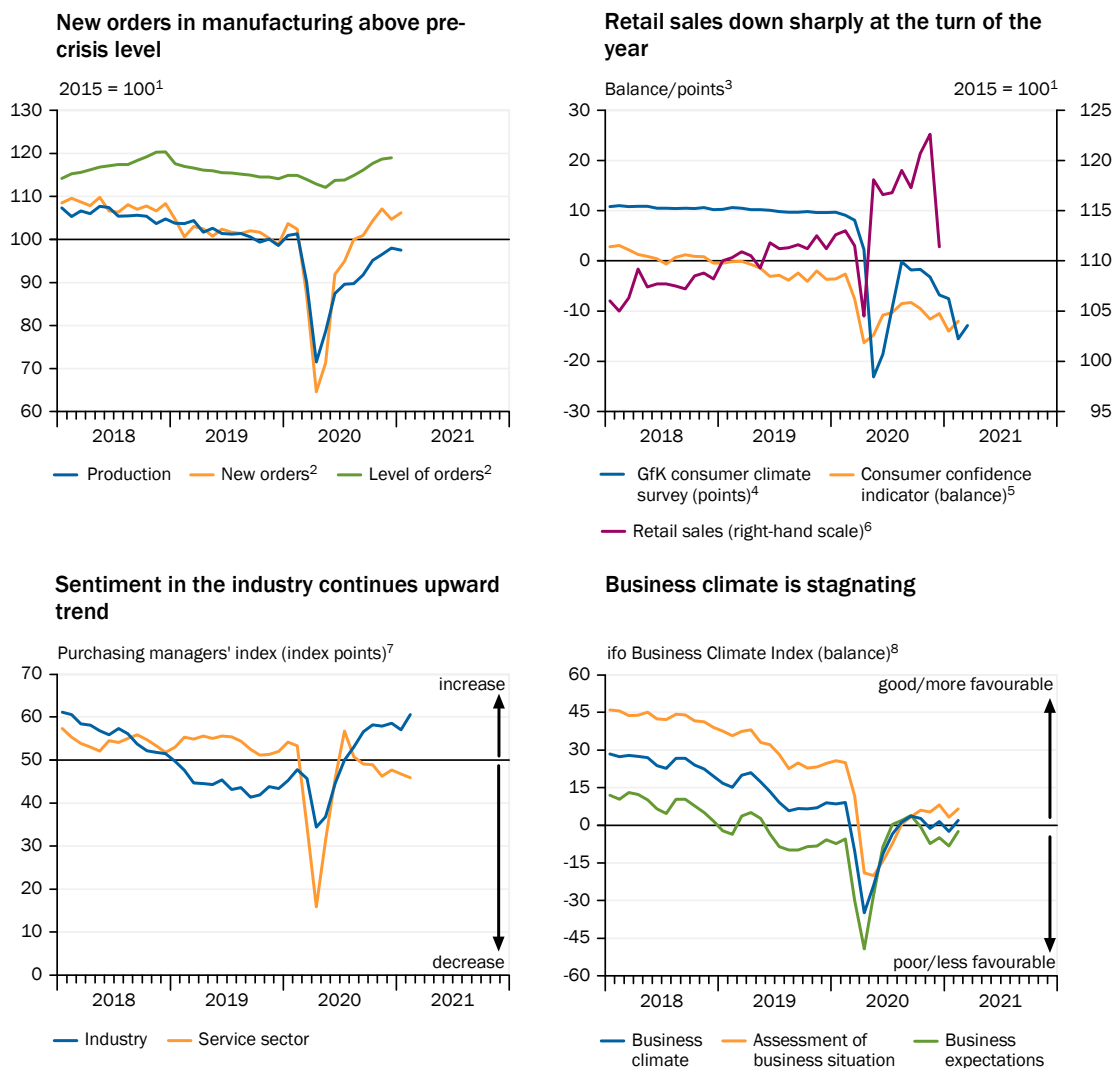 New orders in manufacturing above pre-
crisis level
2015 = 100¹
130
120
110
100
90
80
70
60
2018
2019
2020
2021
Production
New orders²
Level of orders²
Retail sales down sharply at the turn of the
year
Balance/points³
2015 = 100¹
30
20
10
0
-10
-20
-30
125
120
115
110
105
100
95
2018
2019
2020
2021
GfK consumer climate
survey (points)⁴
Consumer confidence
indicator (balance)⁵
Retail sales (right-hand scale)⁶
Sentiment in the industry continues upward
trend
Purchasing managers' index (index points)⁷
70
60
50
40
30
20
10
0
increase
decrease
2018
2019
2020
2021
Industry
Service sector
Business climate is stagnating
ifo Business Climate Index (balance)⁸
60
45
30
15
0
-15
-30
-45
-60
good/more favourable
poor/less favourable
2018
2019
2020
2021
Business
climate
Assessment of
business situation
Business
expectations